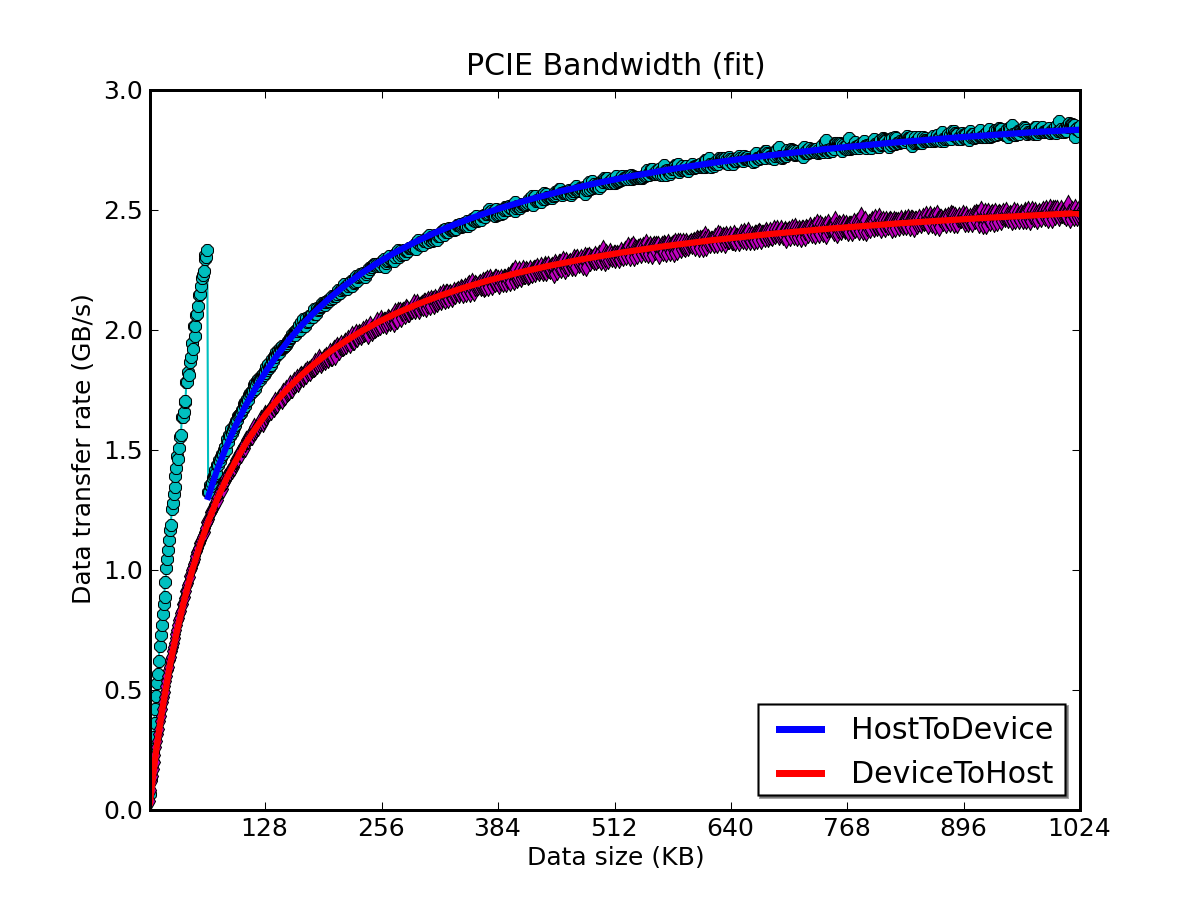 PCIE Bandwidth (fit)
3.0
2.5
2.0
1.5
1.0
0.5
0.0
Data transfer rate (GB/s)
HostToDevice
DeviceToHost
128 256 384 512 640 768 896 1024
Data size (KB)